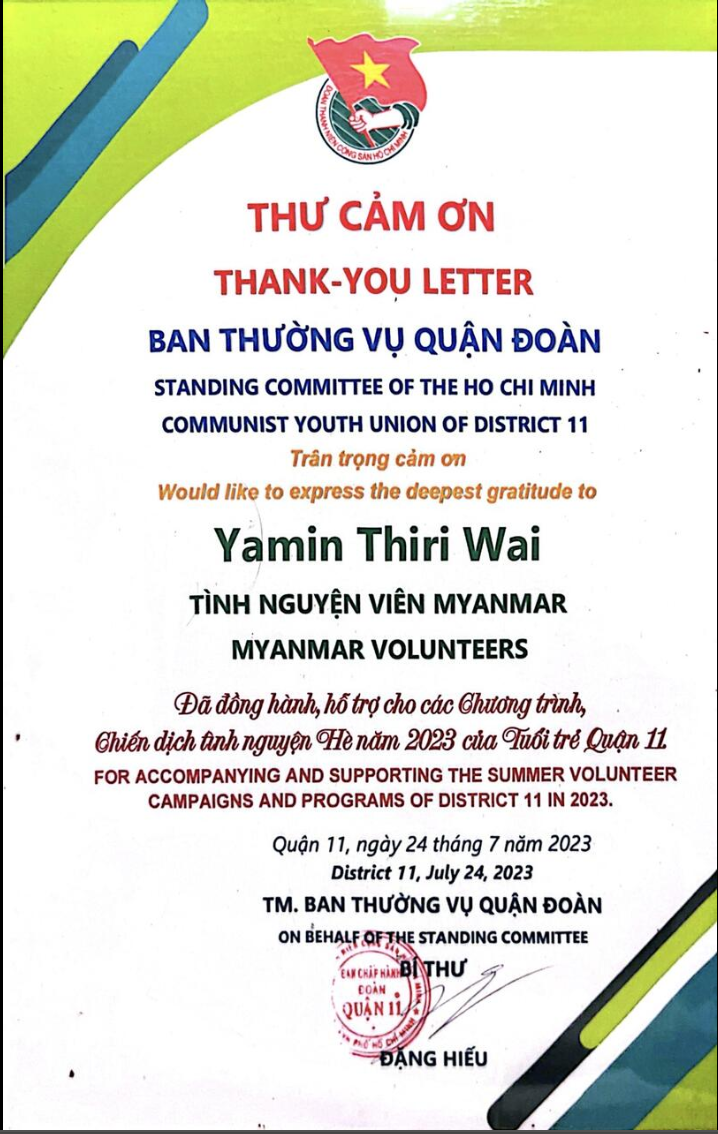 ĐOÀN THANH NIÊN CỘNG SẢN HỒ CHÍ MINH
THƯ CẢM ƠN
THANK-YOU LETTER
BAN THƯỜNG VỤ QUẬN ĐOÀN
STANDING COMMITTEE OF THE HO CHI MINH
COMMUNIST YOUTH UNION OF DISTRICT 11
Trân trọng cảm ơn
Would like to express the deepest gratitude to
Yamin Thiri Wai
TÌNH NGUYỆN VIÊN MYANMAR
MYANMAR VOLUNTEERS
Đã đồng hành, hỗ trợ cho các Chương trình,
Chiến dịch tình nguyện Hè năm 2023 của Tuổi trẻ Quận 11
FOR ACCOMPANYING AND SUPPORTING THE SUMMER VOLUNTEER
CAMPAIGNS AND PROGRAMS OF DISTRICT 11 IN 2023.
Quận 11, ngày 24 tháng 7 năm 2023
District 11, July 24, 2023
TM. BAN THƯỜNG VỤ QUẬN ĐOÀN
ON BEHALF OF THE STANDING COMMITTEE
BÍ THƯ
BAN CHẤP HÀNH
ĐOÀN
QUẬN 11
ĐẶNG HIẾU